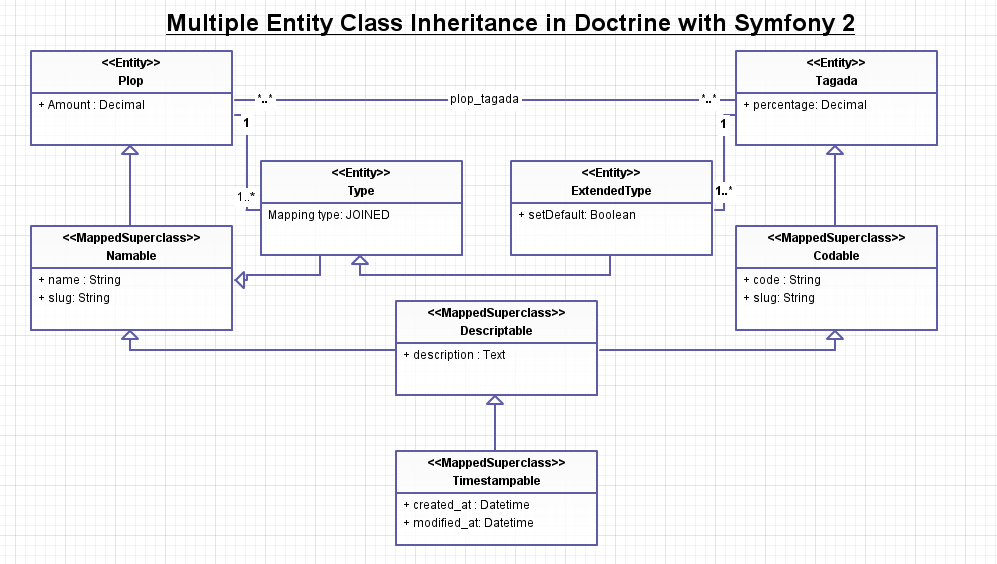 Multiple Entity Class Inheritance in Doctrine with Symfony 2
<<Entity>>
Plop
+ Amount : Decimal
*..*
plop_tagada
*..*
<<Entity>>
Tagada
+ percentage: Decimal
1
1..*
<<Entity>>
Type
Mapping type: JOINED
<<Entity>>
ExtendedType
+ setDefault: Boolean
1
1..*
<<MappedSuperclass>>
Namable
+ name : String
+ slug: String
<<MappedSuperclass>>
Codable
+ code : String
+ slug: String
<<MappedSuperclass>>
Descriptable
+ description : Text
<<MappedSuperclass>>
Timestampable
+ created_at : Datetime
+ modified_at: Datetime